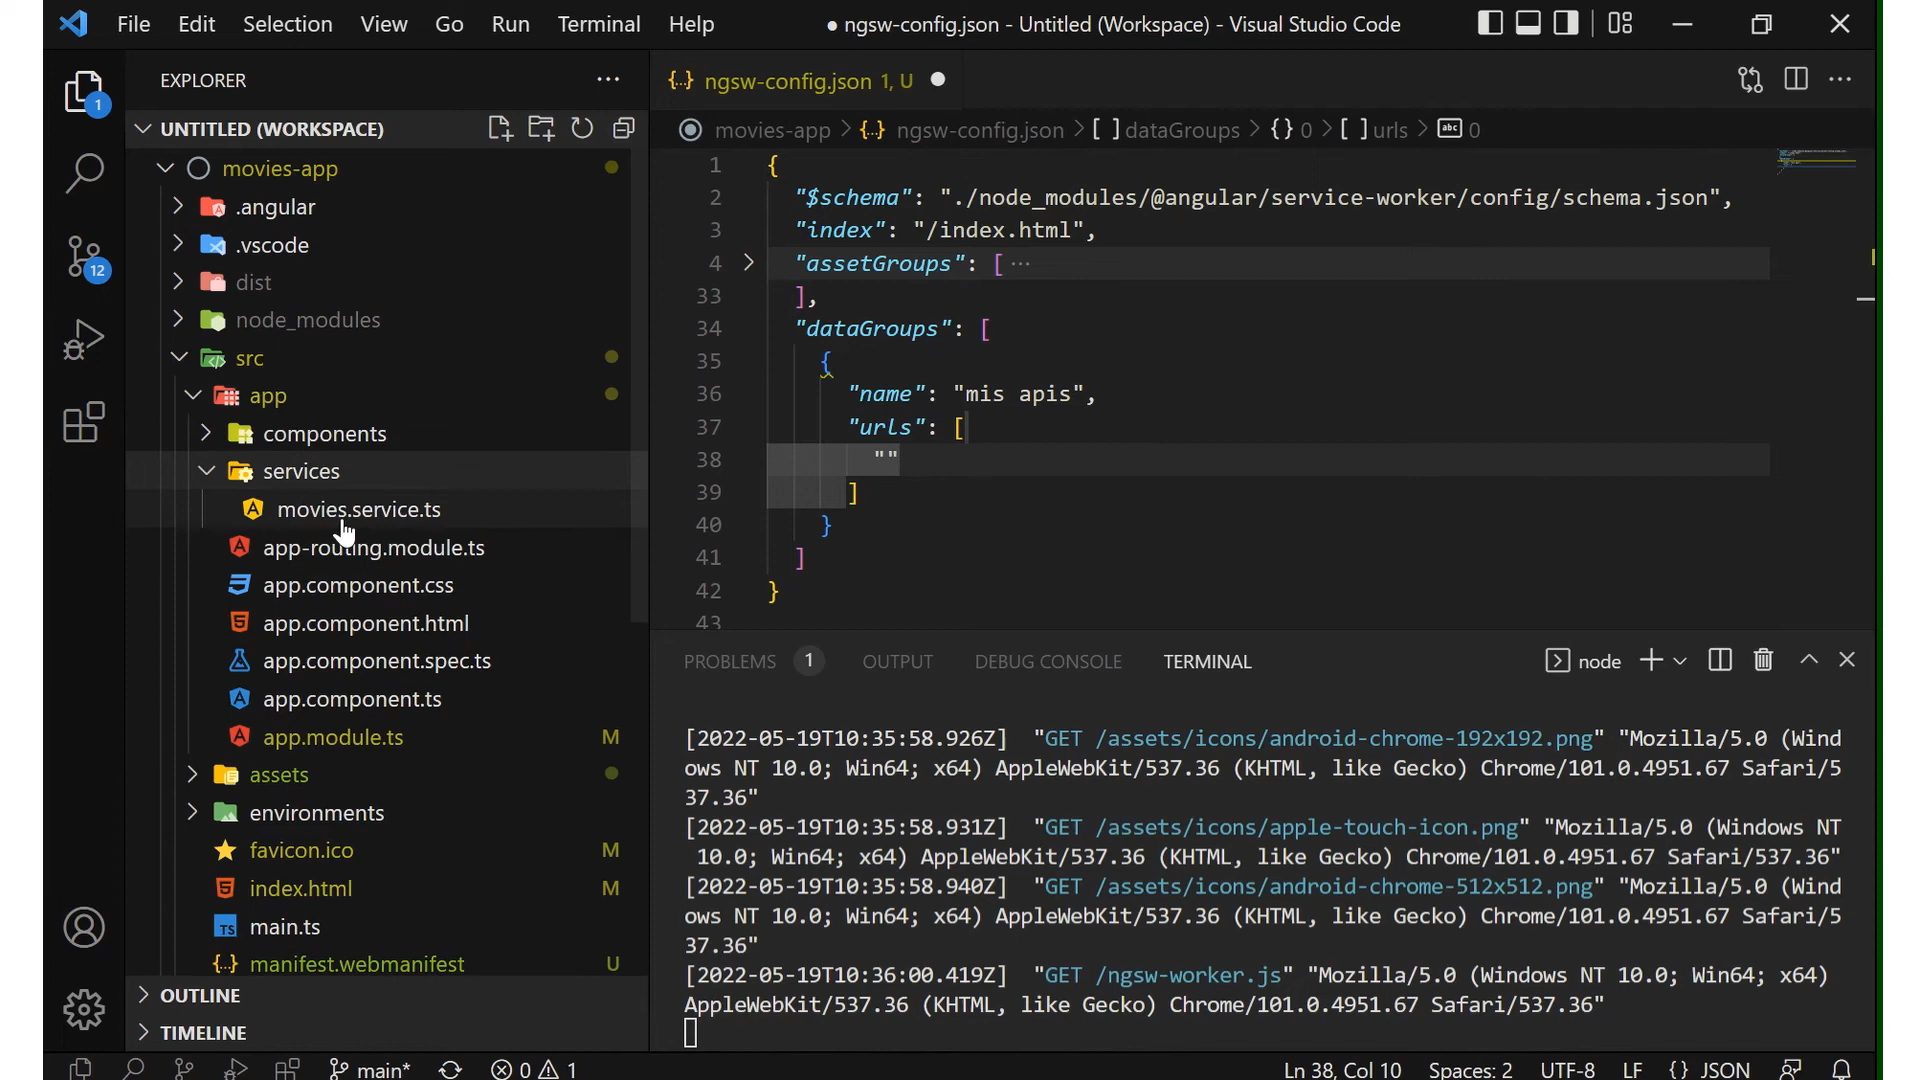 File Edit Selection View Go Run Terminal Help ● ngsw-config.json - Untitled (Workspace) - Visual Studio Code
EXPLORER ···
{..} ngsw-config.json 1, U
1
UNTITLED (WORKSPACE)
movies-app > {..} ngsw-config.json > [ ] dataGroups > {} 0 > [ ] urls > abc 0
movies-app
.angular
.vscode
12
dist
node_modules
src
app
components
services
movies.service.ts
app-routing.module.ts
app.component.css
app.component.html
app.component.spec.ts
app.component.ts
app.module.ts M
assets
environments
favicon.ico M
index.html M
TS main.ts
{..} manifest.webmanifest U
OUTLINE
TIMELINE
1 {
2 "$schema": "./node_modules/@angular/service-worker/config/schema.json",
3 "index": "/index.html",
4 > "assetGroups": [ ···
33 ],
34 "dataGroups": [
35 {
36 "name": "mis apis",
37 "urls": [
38 ""
39 ]
40 }
41 ]
42 }
43
PROBLEMS 1 OUTPUT DEBUG CONSOLE TERMINAL node
[2022-05-19T10:35:58.926Z] "GET /assets/icons/android-chrome-192x192.png" "Mozilla/5.0 (Wind
ows NT 10.0; Win64; x64) AppleWebKit/537.36 (KHTML, like Gecko) Chrome/101.0.4951.67 Safari/5
37.36"
[2022-05-19T10:35:58.931Z] "GET /assets/icons/apple-touch-icon.png" "Mozilla/5.0 (Windows NT
10.0; Win64; x64) AppleWebKit/537.36 (KHTML, like Gecko) Chrome/101.0.4951.67 Safari/537.36"
[2022-05-19T10:35:58.940Z] "GET /assets/icons/android-chrome-512x512.png" "Mozilla/5.0 (Wind
ows NT 10.0; Win64; x64) AppleWebKit/537.36 (KHTML, like Gecko) Chrome/101.0.4951.67 Safari/5
37.36"
[2022-05-19T10:36:00.419Z] "GET /ngsw-worker.js" "Mozilla/5.0 (Windows NT 10.0; Win64; x64)
AppleWebKit/537.36 (KHTML, like Gecko) Chrome/101.0.4951.67 Safari/537.36"
main* 0 1 Ln 38, Col 10 Spaces: 2 UTF-8 LF {} JSON